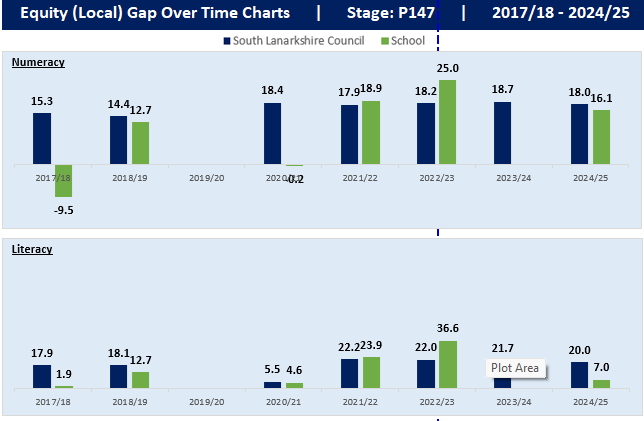 Equity (Local) Gap Over Time Charts | Stage: P147 | 2017/18 - 2024/25
South Lanarkshire Council School
Numeracy
25.0
18.4 17.9 18.9 18.2 18.7 18.0
15.3 14.4 12.7 16.1
2017/18 2018/19 2019/20 2020/21 2021/22 2022/23 2023/24 2024/25
-0.2
-9.5
Literacy
36.6
22.2 23.9 22.0 21.7
17.9 18.1 12.7 20.0
1.9 5.5 4.6 7.0
Plot Area
2017/18 2018/19 2019/20 2020/21 2021/22 2022/23 2023/24 2024/25